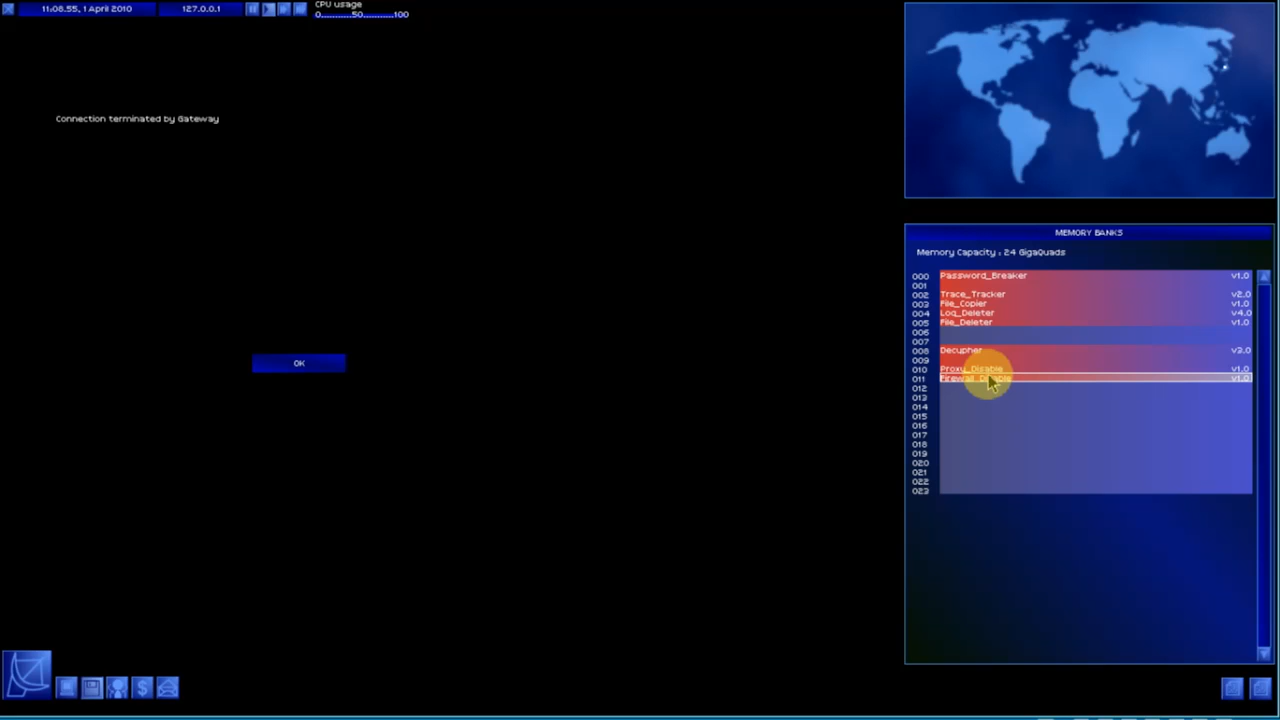 11:08.55, 1 April 2010
127.0.0.1
CPU usage
0..........50..........100
Connection terminated by Gateway
OK
MEMORY BANKS
Memory Capacity : 24 GigaQuads
000 Password_Breaker v1.0
001
002 Trace_Tracker v2.0
003 File_Copier v1.0
004 Log_Deleter v4.0
005 File_Deleter v1.0
006
007
008 Decypher v3.0
009
010 Proxy_Disable v1.0
011 Firewall_Disable v1.0
012
013
014
015
016
017
018
019
020
021
022
023
$